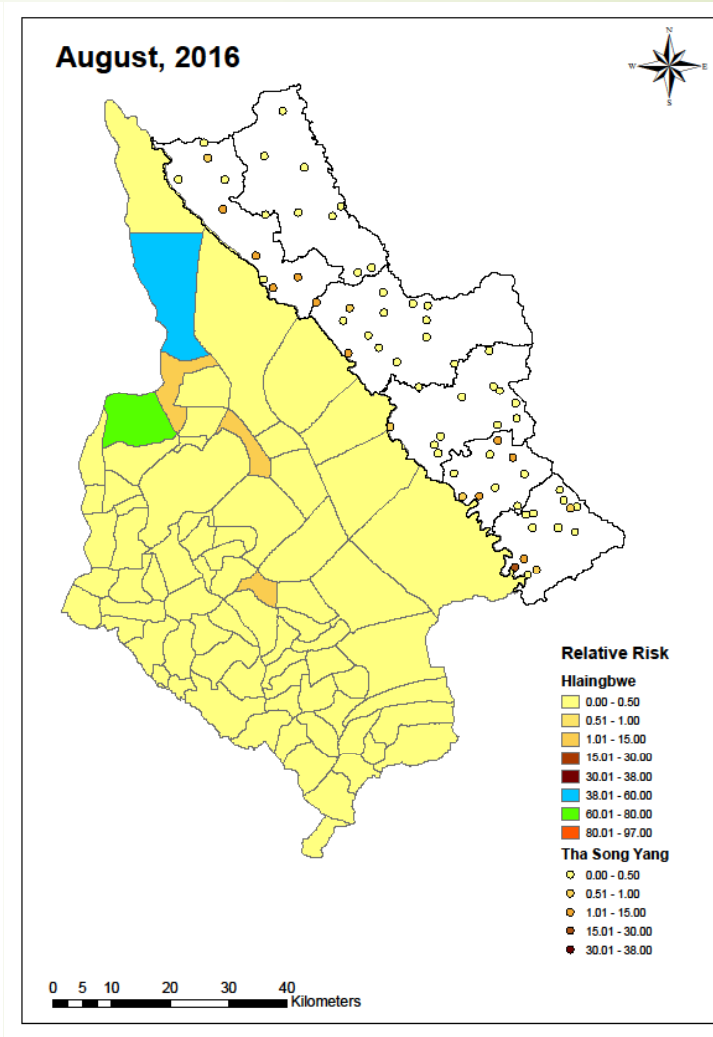 August, 2016
N
W E
S
Relative Risk
Hlaingbwe
0.00 - 0.50
0.51 - 1.00
1.01 - 15.00
15.01 - 30.00
30.01 - 38.00
38.01 - 60.00
60.01 - 80.00
80.01 - 97.00
Tha Song Yang
0.00 - 0.50
0.51 - 1.00
1.01 - 15.00
15.01 - 30.00
30.01 - 38.00
0 5 10 20 30 40
Kilometers